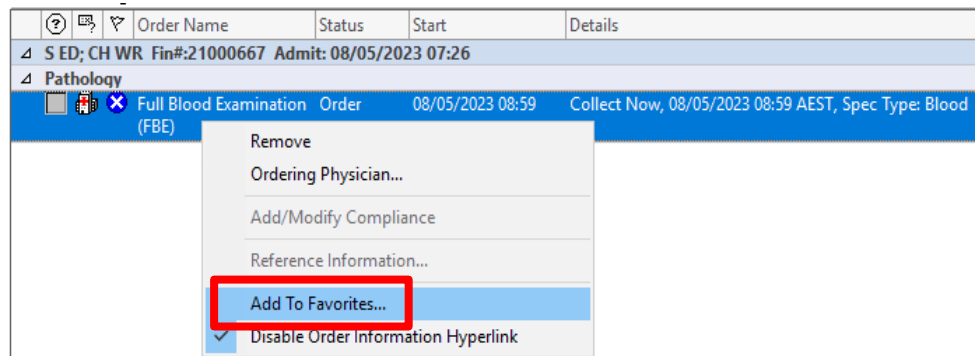 Order Name Status Start Details
S ED; CH WR Fin#:21000667 Admit: 08/05/2023 07:26
Pathology
Full Blood Examination Order 08/05/2023 08:59 Collect Now, 08/05/2023 08:59 AEST, Spec Type: Blood
(FBE)
Remove
Ordering Physician...
Add/Modify Compliance
Reference Information...
Add To Favorites...
Disable Order Information Hyperlink